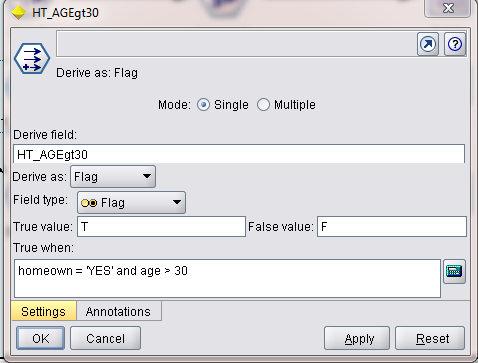 HT_AGEgt30
Derive as: Flag
Mode: Single Multiple
Derive field:
HT_AGEgt30
Derive as: Flag
Field type: Flag
True value: T False value: F
True when:
homeown = 'YES' and age > 30
Settings Annotations
OK Cancel Apply Reset